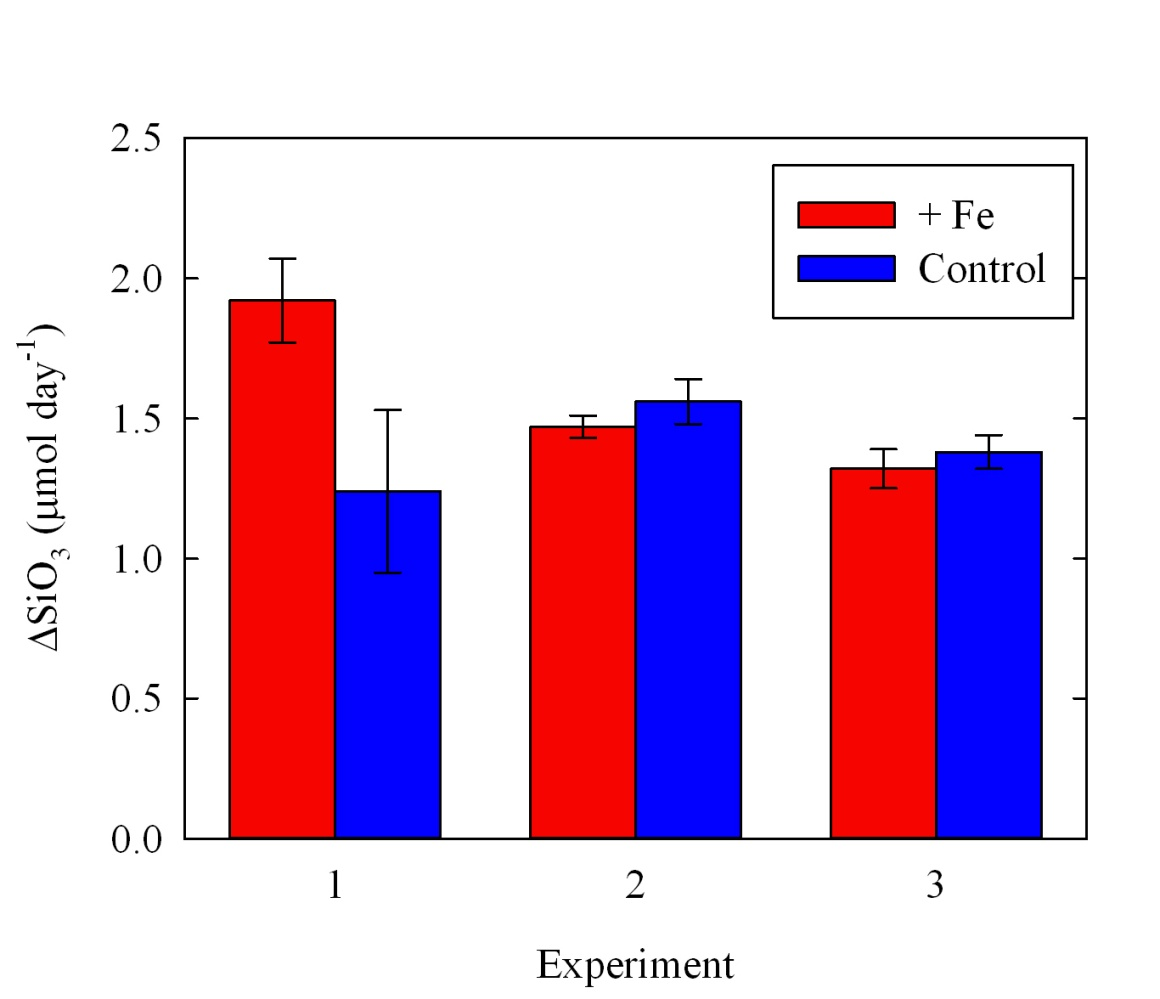 2.5
2.0
1.5
1.0
0.5
0.0
ΔSiO₃ (μmol day⁻¹)
+ Fe
Control
1 2 3
Experiment